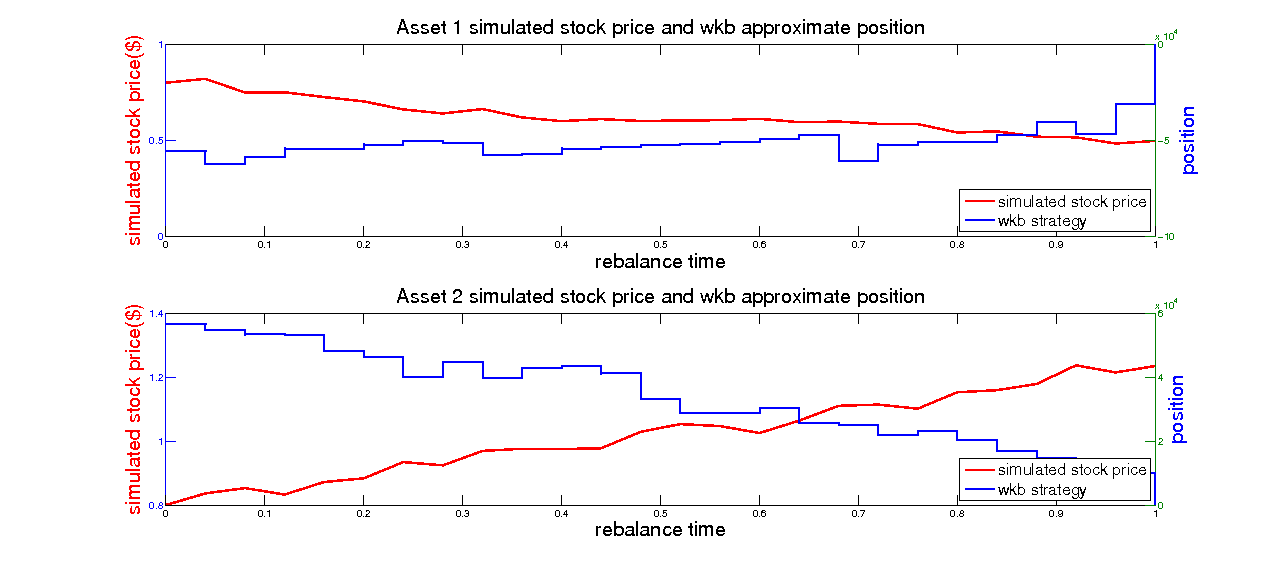 Asset 1 simulated stock price and wkb approximate position
x 10^4
1
0
simulated stock price($)
0.5
-5
position
simulated stock price
wkb strategy
0
-10
0 0.1 0.2 0.3 0.4 0.5 0.6 0.7 0.8 0.9 1
rebalance time
Asset 2 simulated stock price and wkb approximate position
x 10^4
1.4
6
simulated stock price($)
1.2
4
position
1
2
simulated stock price
wkb strategy
0.8
0
0 0.1 0.2 0.3 0.4 0.5 0.6 0.7 0.8 0.9 1
rebalance time